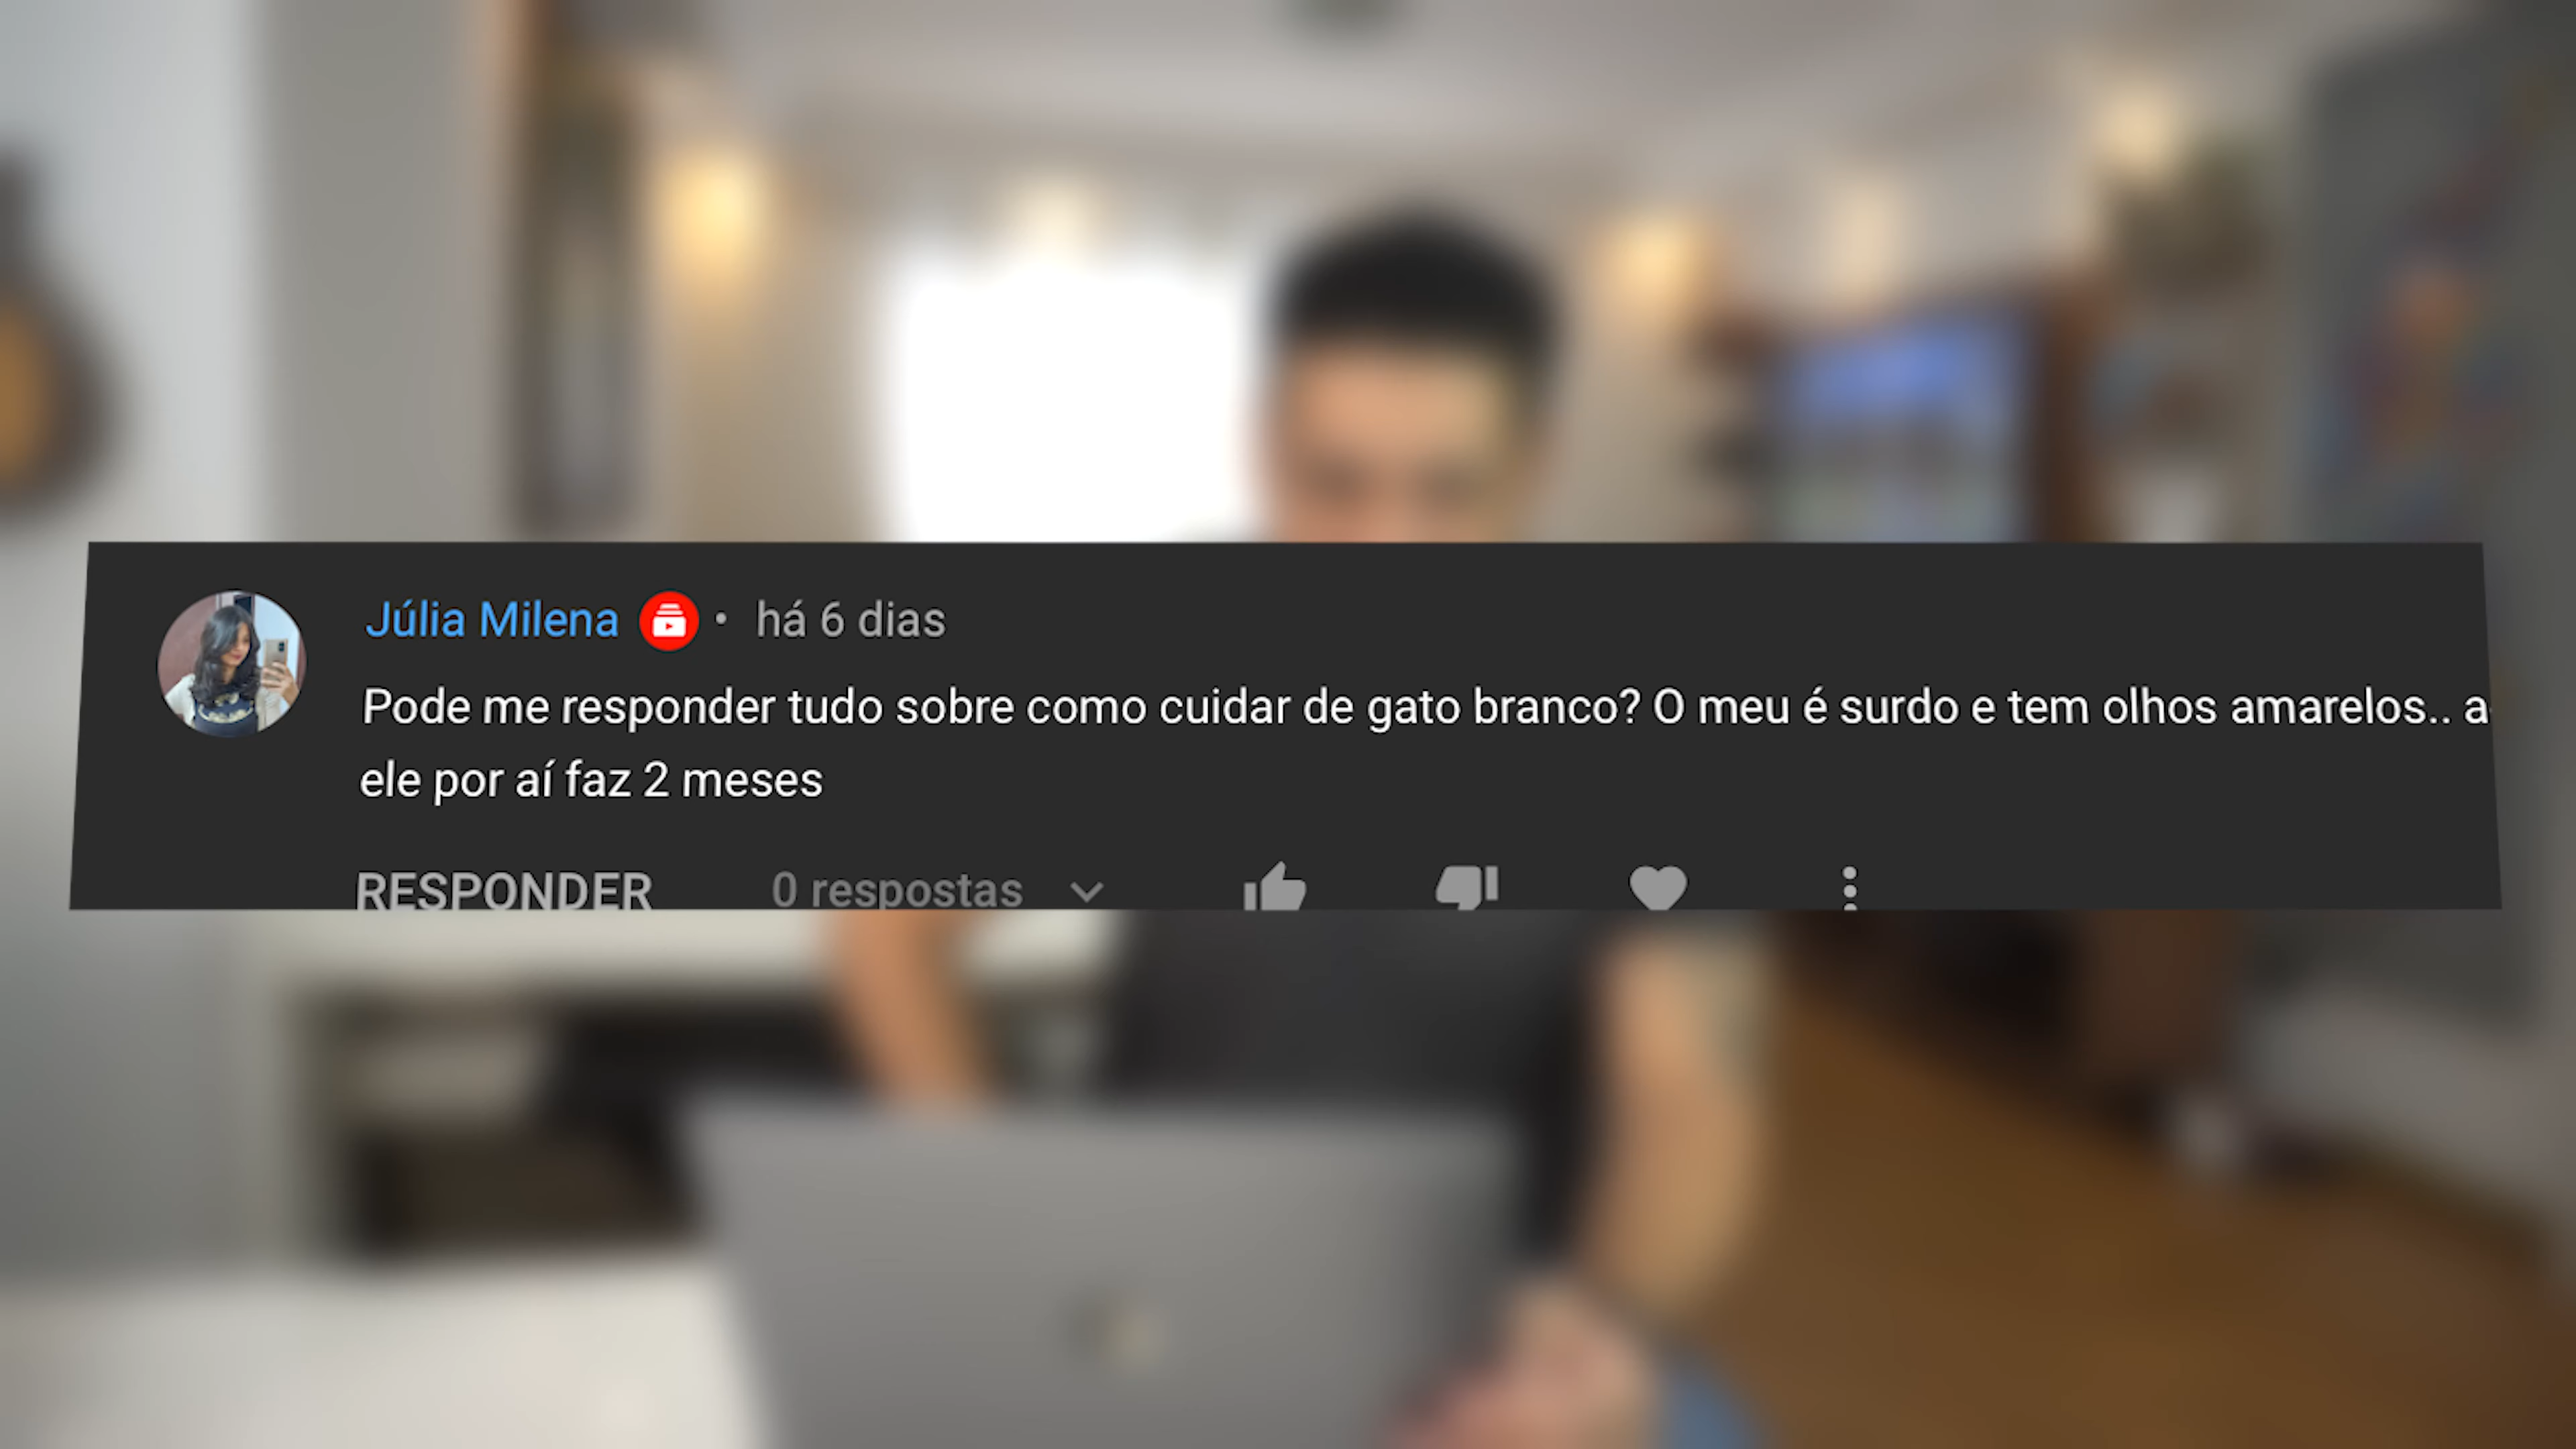 Júlia Milena • há 6 dias
Pode me responder tudo sobre como cuidar de gato branco? O meu é surdo e tem olhos amarelos..
ele por aí faz 2 meses
RESPONDER 0 respostas